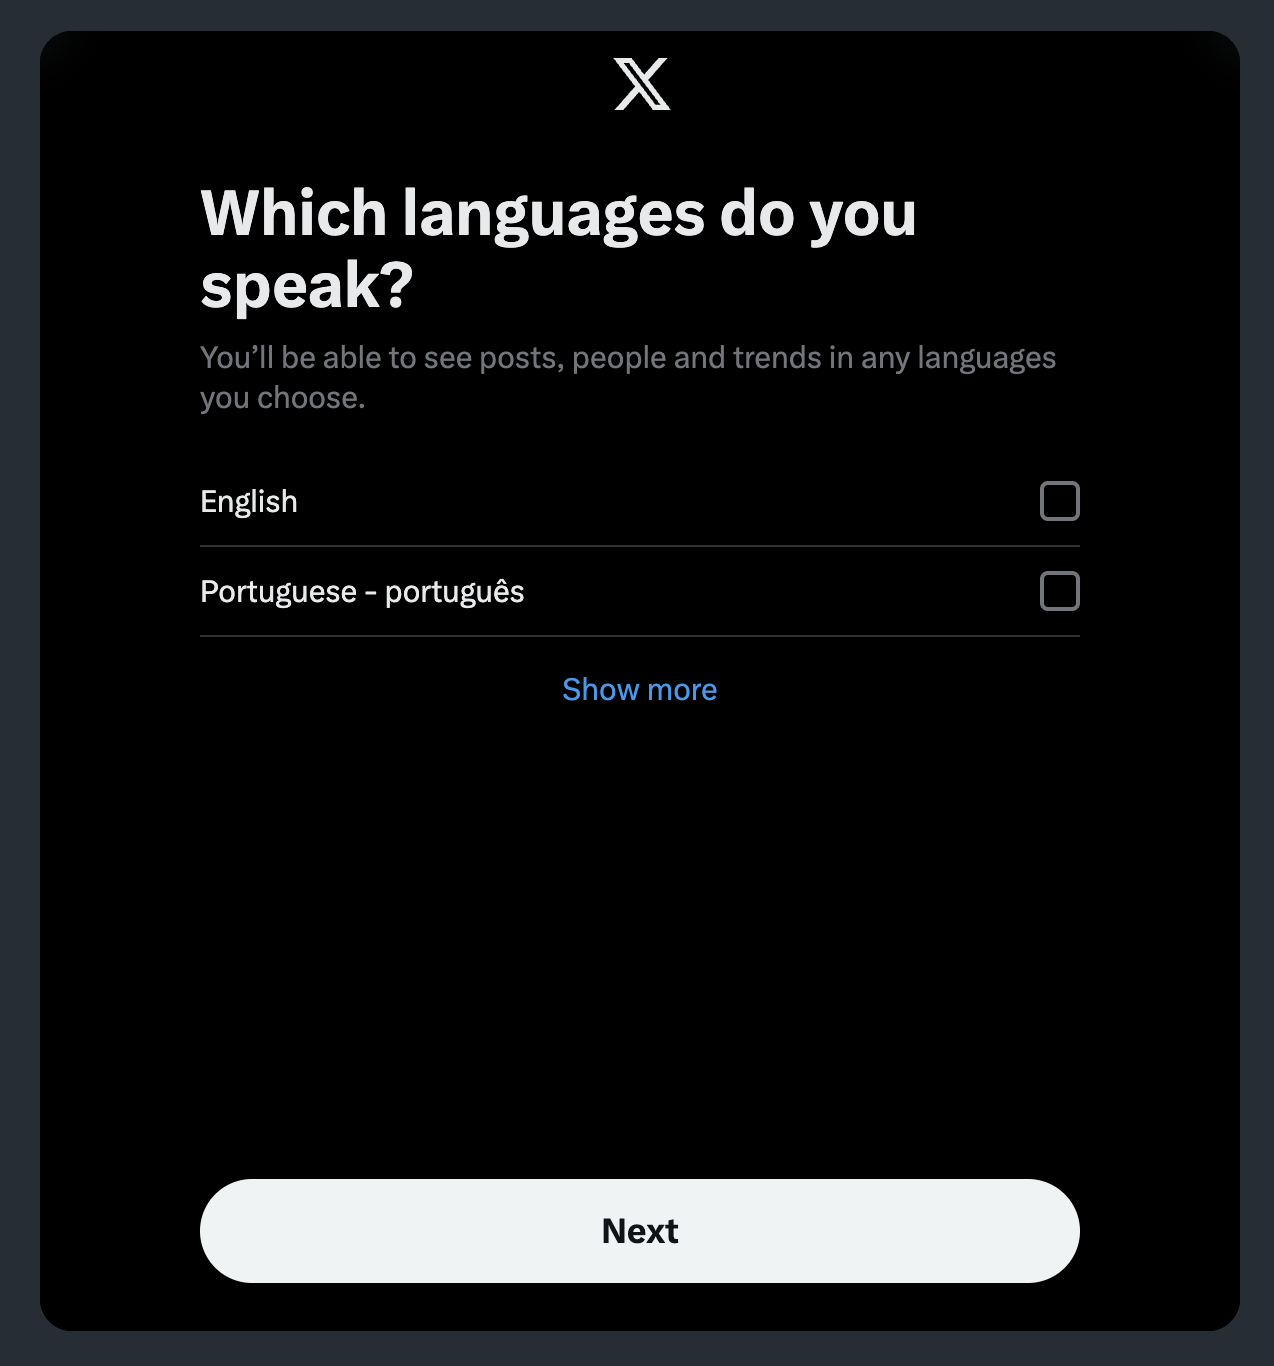 Which languages do you
speak?
You’ll be able to see posts, people and trends in any languages
you choose.
English
Portuguese - português
Show more
Next